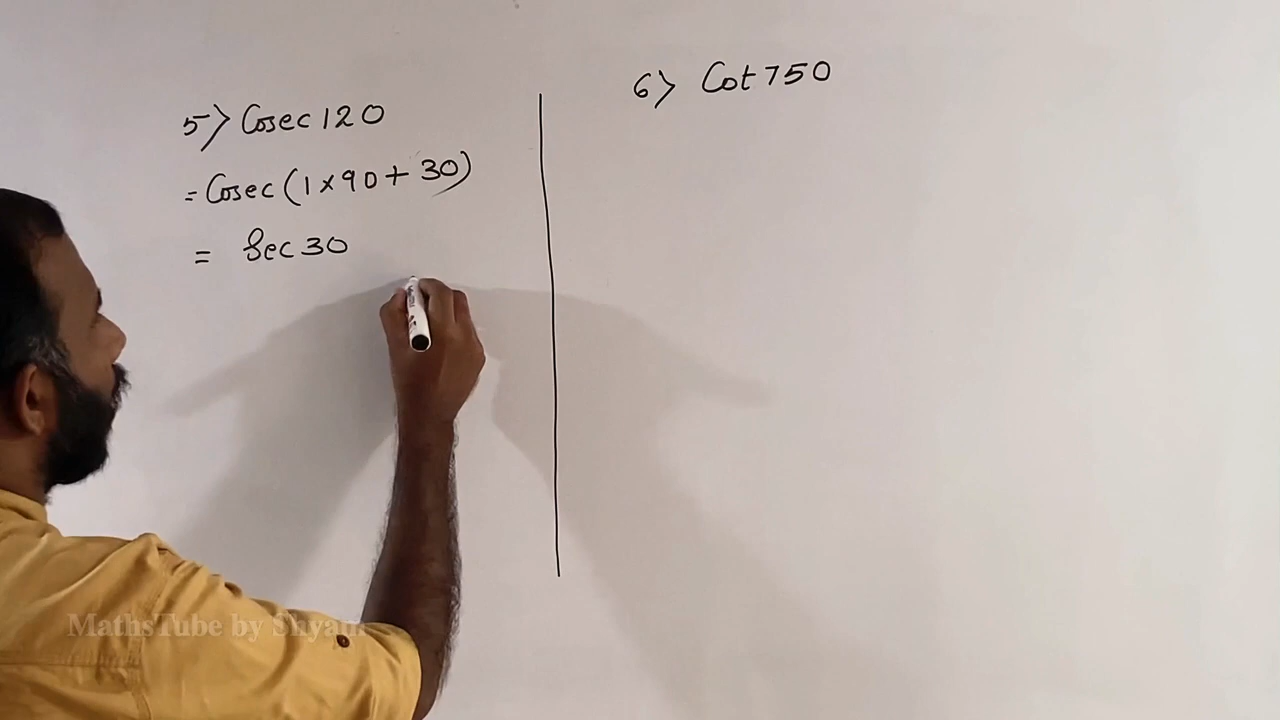 5> Cosec 120
= Cosec (1 × 90 + 30)
= Sec 30
6> Cot 750
MathsTube by Shyam